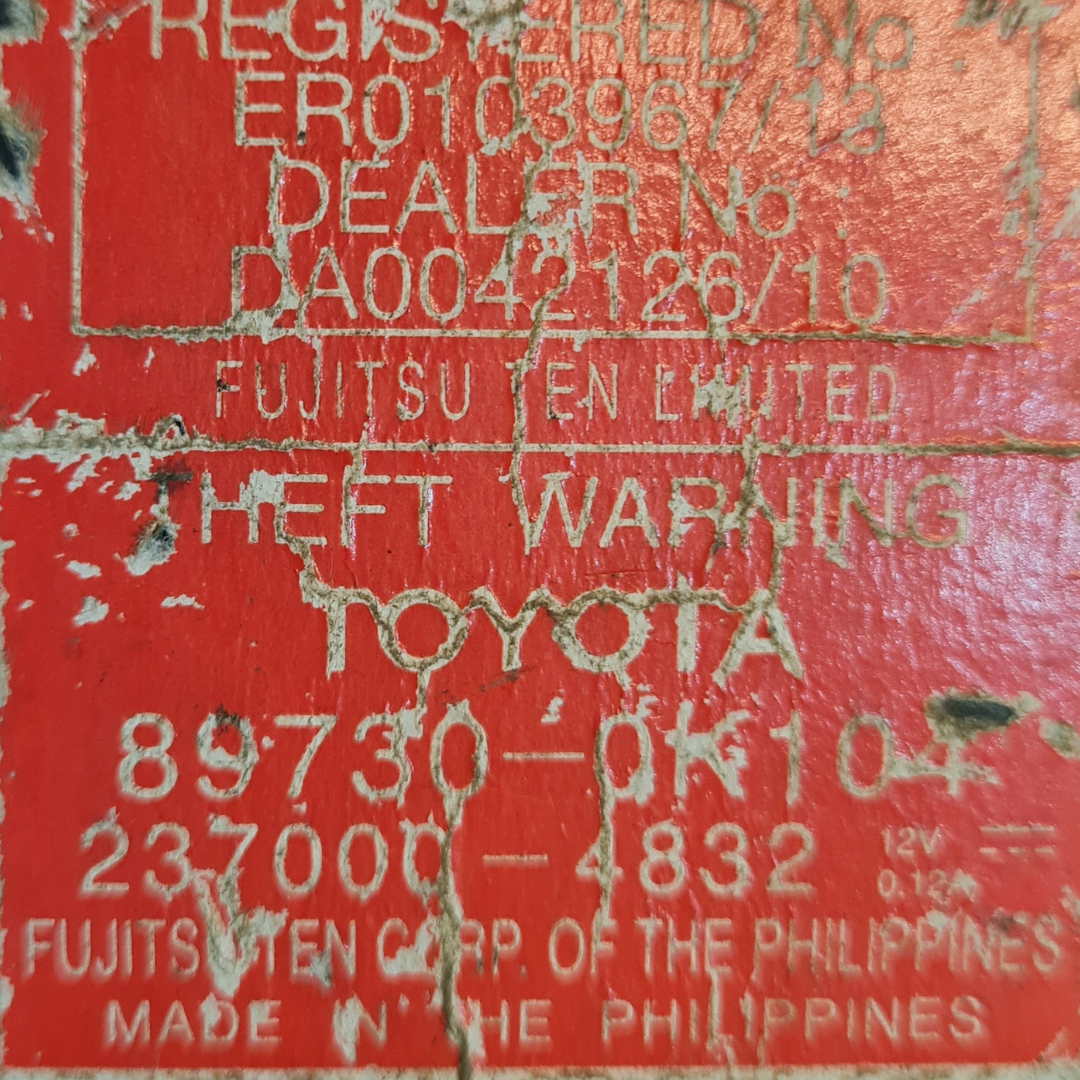 REGISTERED No :
ER0103967/13
DEALER No :
DA0042126/10
FUJITSU TEN LIMITED
THEFT WARNING
TOYOTA
89730-0K104
237000-4832 12V ⎓
0.12A
FUJITSU TEN CORP. OF THE PHILIPPINES
MADE IN THE PHILIPPINES